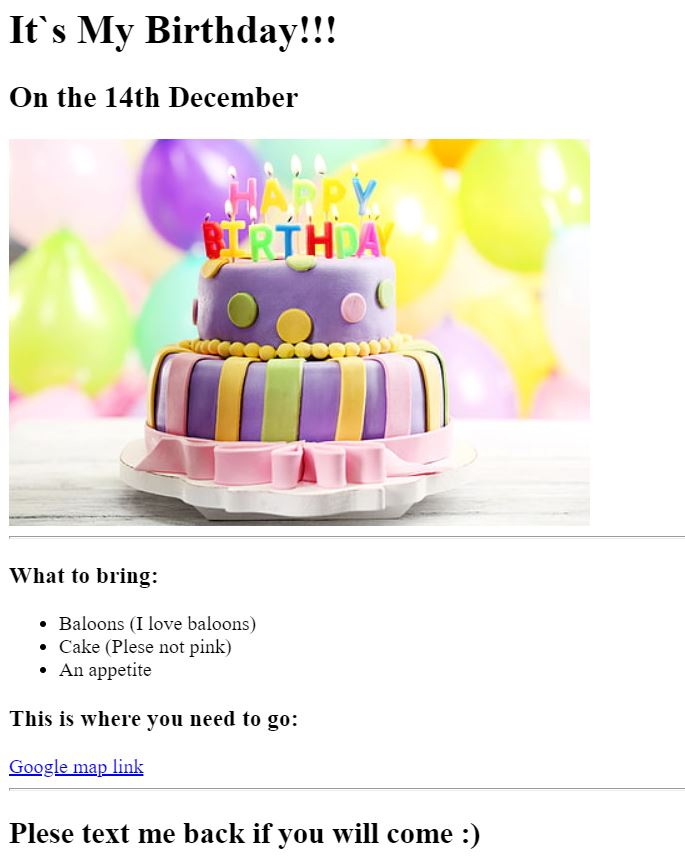 It`s My Birthday!!!
On the 14th December
HAPPY
BIRTHDAY
What to bring:
Baloons (I love baloons)
Cake (Plese not pink)
An appetite
This is where you need to go:
Google map link
Plese text me back if you will come :)